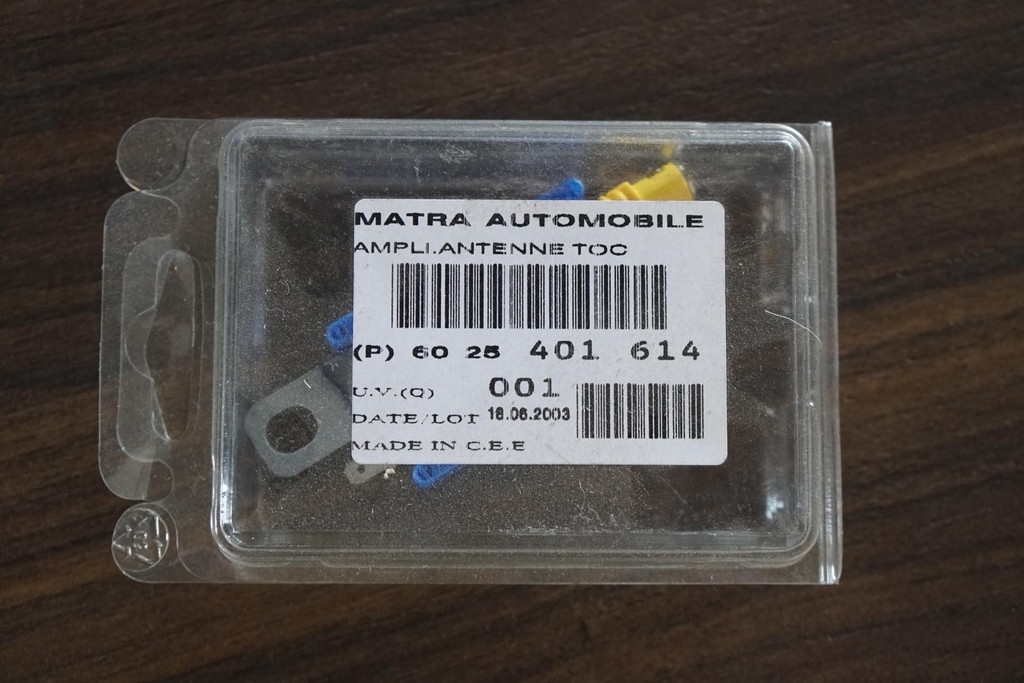 MATRA AUTOMOBILE
AMPLI.ANTENNE TOC
(P) 60 25 401 614
U.V.(Q) 001
DATE/LOT 18.06.2003
MADE IN C.E.E